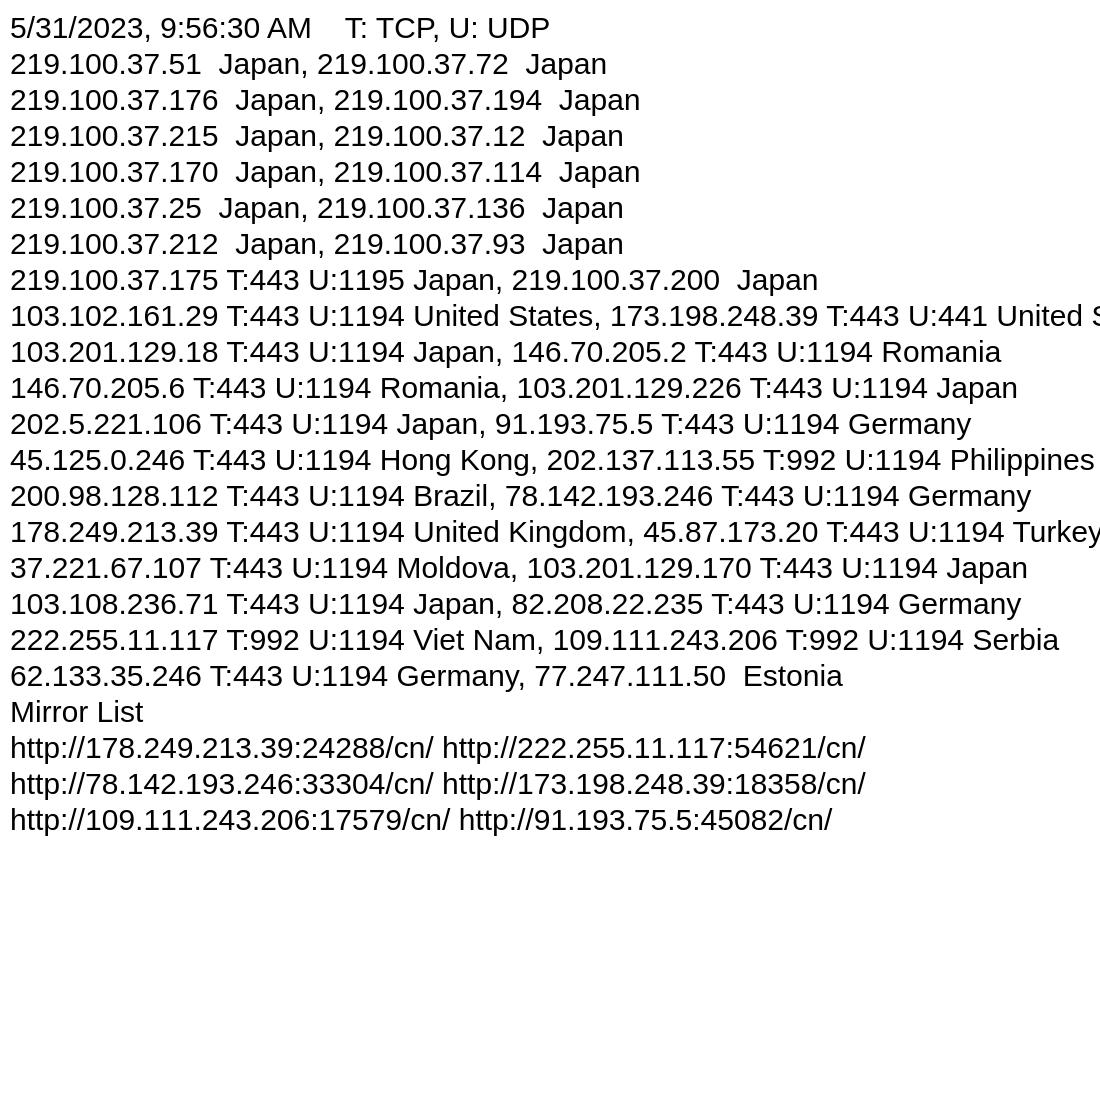 5/31/2023, 9:56:30 AM    T: TCP, U: UDP
219.100.37.51  Japan, 219.100.37.72  Japan
219.100.37.176  Japan, 219.100.37.194  Japan
219.100.37.215  Japan, 219.100.37.12  Japan
219.100.37.170  Japan, 219.100.37.114  Japan
219.100.37.25  Japan, 219.100.37.136  Japan
219.100.37.212  Japan, 219.100.37.93  Japan
219.100.37.175 T:443 U:1195 Japan, 219.100.37.200  Japan
103.102.161.29 T:443 U:1194 United States, 173.198.248.39 T:443 U:441 United
103.201.129.18 T:443 U:1194 Japan, 146.70.205.2 T:443 U:1194 Romania
146.70.205.6 T:443 U:1194 Romania, 103.201.129.226 T:443 U:1194 Japan
202.5.221.106 T:443 U:1194 Japan, 91.193.75.5 T:443 U:1194 Germany
45.125.0.246 T:443 U:1194 Hong Kong, 202.137.113.55 T:992 U:1194 Philippines
200.98.128.112 T:443 U:1194 Brazil, 78.142.193.246 T:443 U:1194 Germany
178.249.213.39 T:443 U:1194 United Kingdom, 45.87.173.20 T:443 U:1194 Turkey
37.221.67.107 T:443 U:1194 Moldova, 103.201.129.170 T:443 U:1194 Japan
103.108.236.71 T:443 U:1194 Japan, 82.208.22.235 T:443 U:1194 Germany
222.255.11.117 T:992 U:1194 Viet Nam, 109.111.243.206 T:992 U:1194 Serbia
62.133.35.246 T:443 U:1194 Germany, 77.247.111.50  Estonia
Mirror List
http://178.249.213.39:24288/cn/ http://222.255.11.117:54621/cn/
http://78.142.193.246:33304/cn/ http://173.198.248.39:18358/cn/
http://109.111.243.206:17579/cn/ http://91.193.75.5:45082/cn/